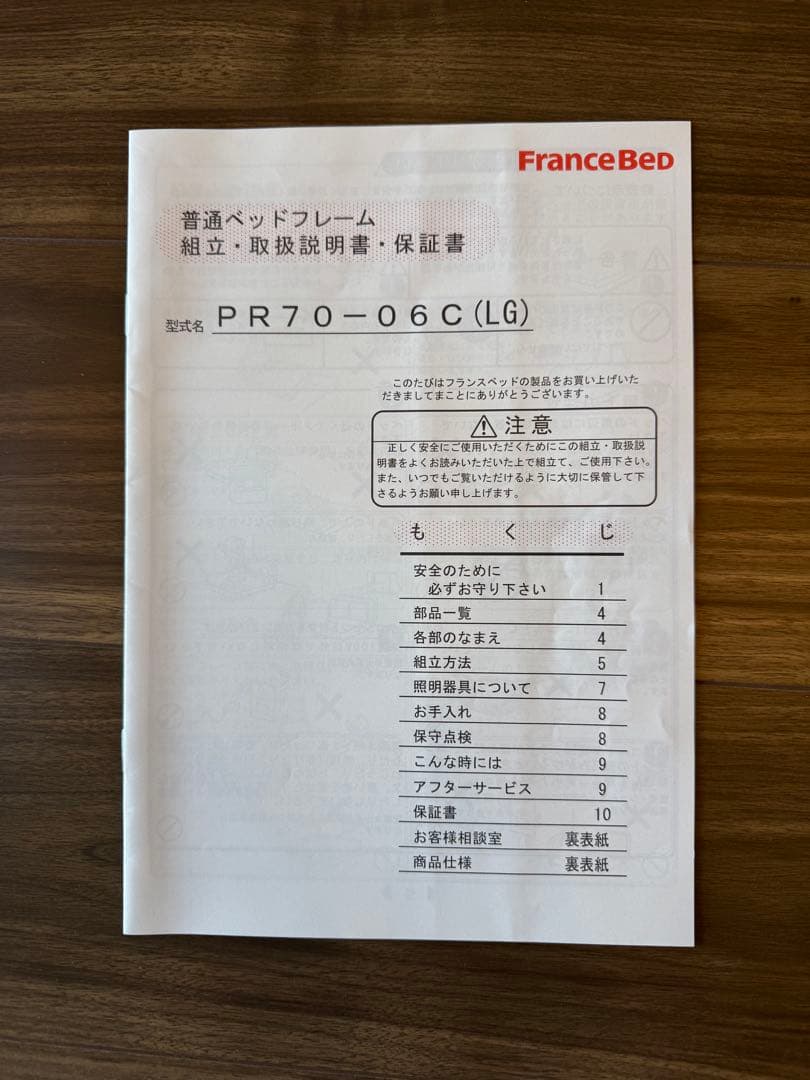 FRANCEBED
普通ベッドフレーム
組立・取扱説明書・保証書
型式名 PR70-06C(LG)
このたびはフランスベッドの製品をお買い上げいた
だきましてまことにありがとうございます。
注意
正しく安全にご使用いただくためにこの組立・取扱説
明書をよくお読みいただいた上で組立て、ご使用下さい。
また、いつでもご覧いただけるように大切に保管して下
さるようお願い申し上げます。
もくじ
安全のために
必ずお守り下さい 1
部品一覧 4
各部のなまえ 4
組立方法 5
照明器具について 7
お手入れ 8
保守点検 8
こんな時には 9
アフターサービス 9
保証書 10
お客様相談室 裏表紙
商品仕様 裏表紙